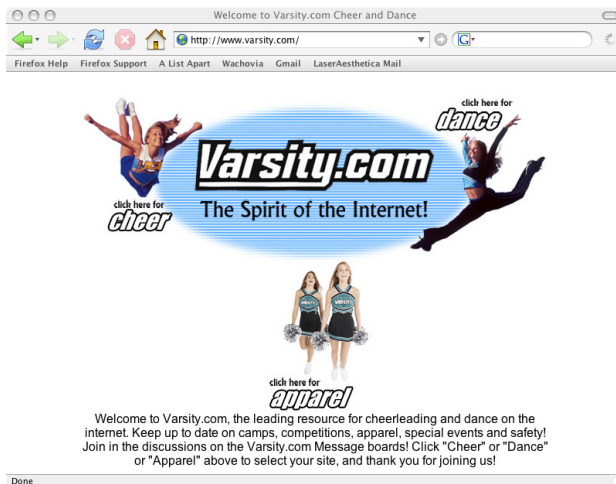 Welcome to Varsity.com Cheer and Dance
http://www.varsity.com/
G
Firefox Help Firefox Support A List Apart Wachovia Gmail LaserAesthetica Mail
click here for
dance
Varsity.com
The Spirit of the Internet!
click here for
cheer
VARSITY
VARSITY
click here for
apparel
Welcome to Varsity.com, the leading resource for cheerleading and dance on the
internet. Keep up to date on camps, competitions, apparel, special events and safety!
Join in the discussions on the Varsity.com Message boards! Click "Cheer" or "Dance"
or "Apparel" above to select your site, and thank you for joining us!
Done